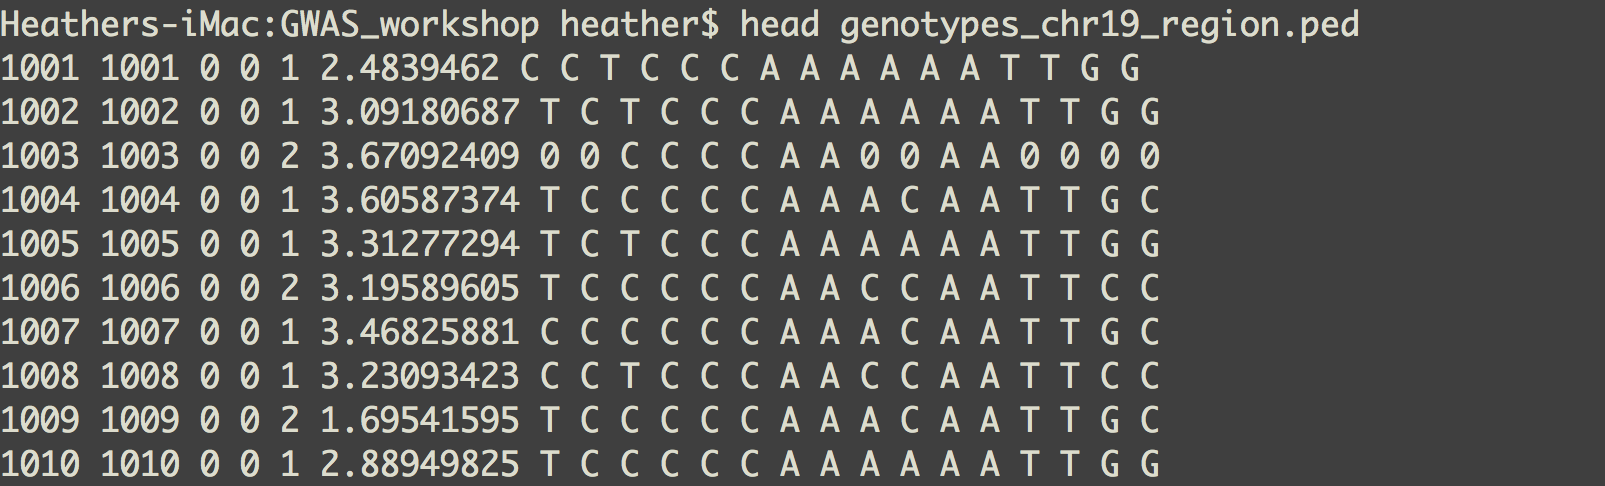 Heathers-iMac:GWAS_workshop heather$ head genotypes_chr19_region.ped
1001 1001 0 0 1 2.4839462 C C T C C C A A A A A A T T G G
1002 1002 0 0 1 3.09180687 T C T C C C A A A A A A T T G G
1003 1003 0 0 2 3.67092409 0 0 C C C C A A 0 0 A A 0 0 0 0
1004 1004 0 0 1 3.60587374 T C C C C C A A A C A A T T G C
1005 1005 0 0 1 3.31277294 T C T C C C A A A A A A T T G G
1006 1006 0 0 2 3.19589605 T C C C C C A A C C A A T T C C
1007 1007 0 0 1 3.46825881 C C C C C C A A A C A A T T G C
1008 1008 0 0 1 3.23093423 C C T C C C A A C C A A T T C C
1009 1009 0 0 2 1.69541595 T C C C C C A A A C A A T T G C
1010 1010 0 0 1 2.88949825 T C C C C C A A A A A A T T G G